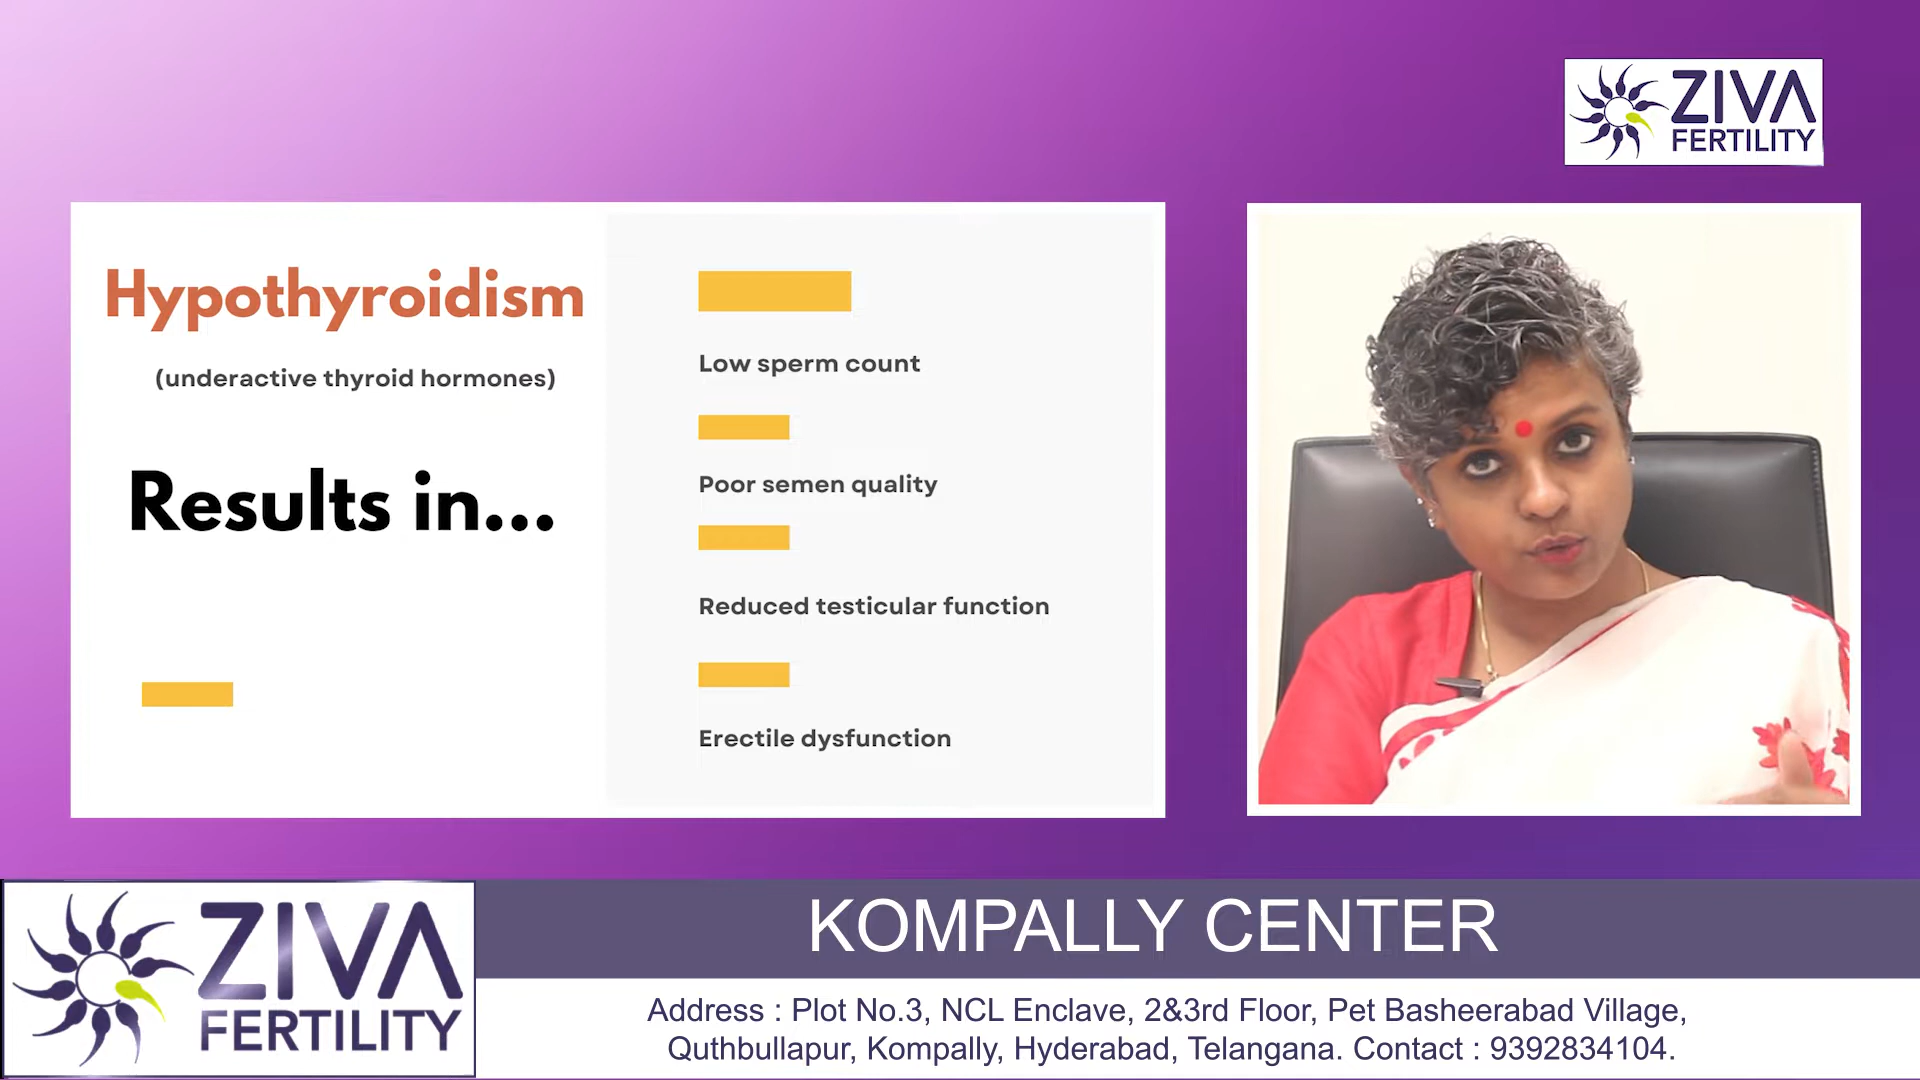 ZIVA
FERTILITY
Hypothyroidism
(underactive thyroid hormones)
Results in...
Low sperm count
Poor semen quality
Reduced testicular function
Erectile dysfunction
ZIVA
FERTILITY
KOMPALLY CENTER
Address : Plot No.3, NCL Enclave, 2&3rd Floor, Pet Basheerabad Village,
Quthbullapur, Kompally, Hyderabad, Telangana. Contact : 9392834104.